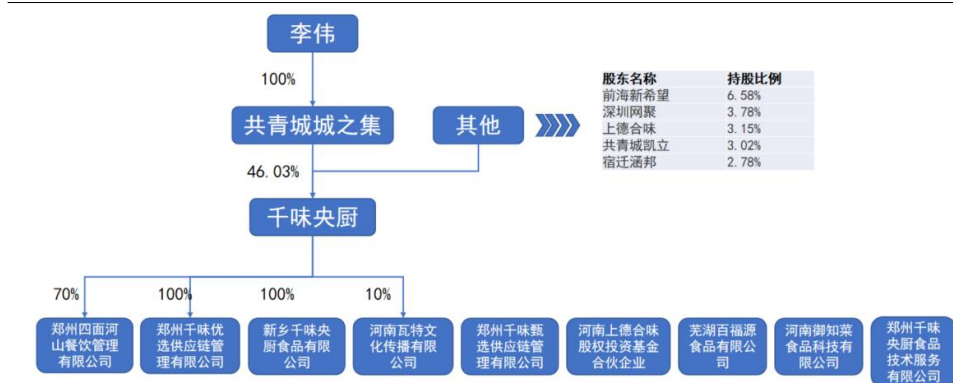 李伟
100%
共青城城之集
其他
股东名称 持股比例
前海新希望 6.58%
深圳网聚 3.78%
上德合味 3.15%
共青城凯立 3.02%
宿迁涵邦 2.78%
46.03%
千味央厨
70%
100%
100%
10%
郑州四面河
山餐饮管理
有限公司
郑州千味优
选供应链管
理有限公司
新乡千味央
厨食品有限
公司
河南瓦特文
化传播有限
公司
郑州千味甄
选供应链管
理有限公司
河南上德合味
股权投资基金
合伙企业
芜湖百福源
食品有限公
司
河南御知菜
食品科技有
限公司
郑州千味
央厨食品
技术服务
有限公司